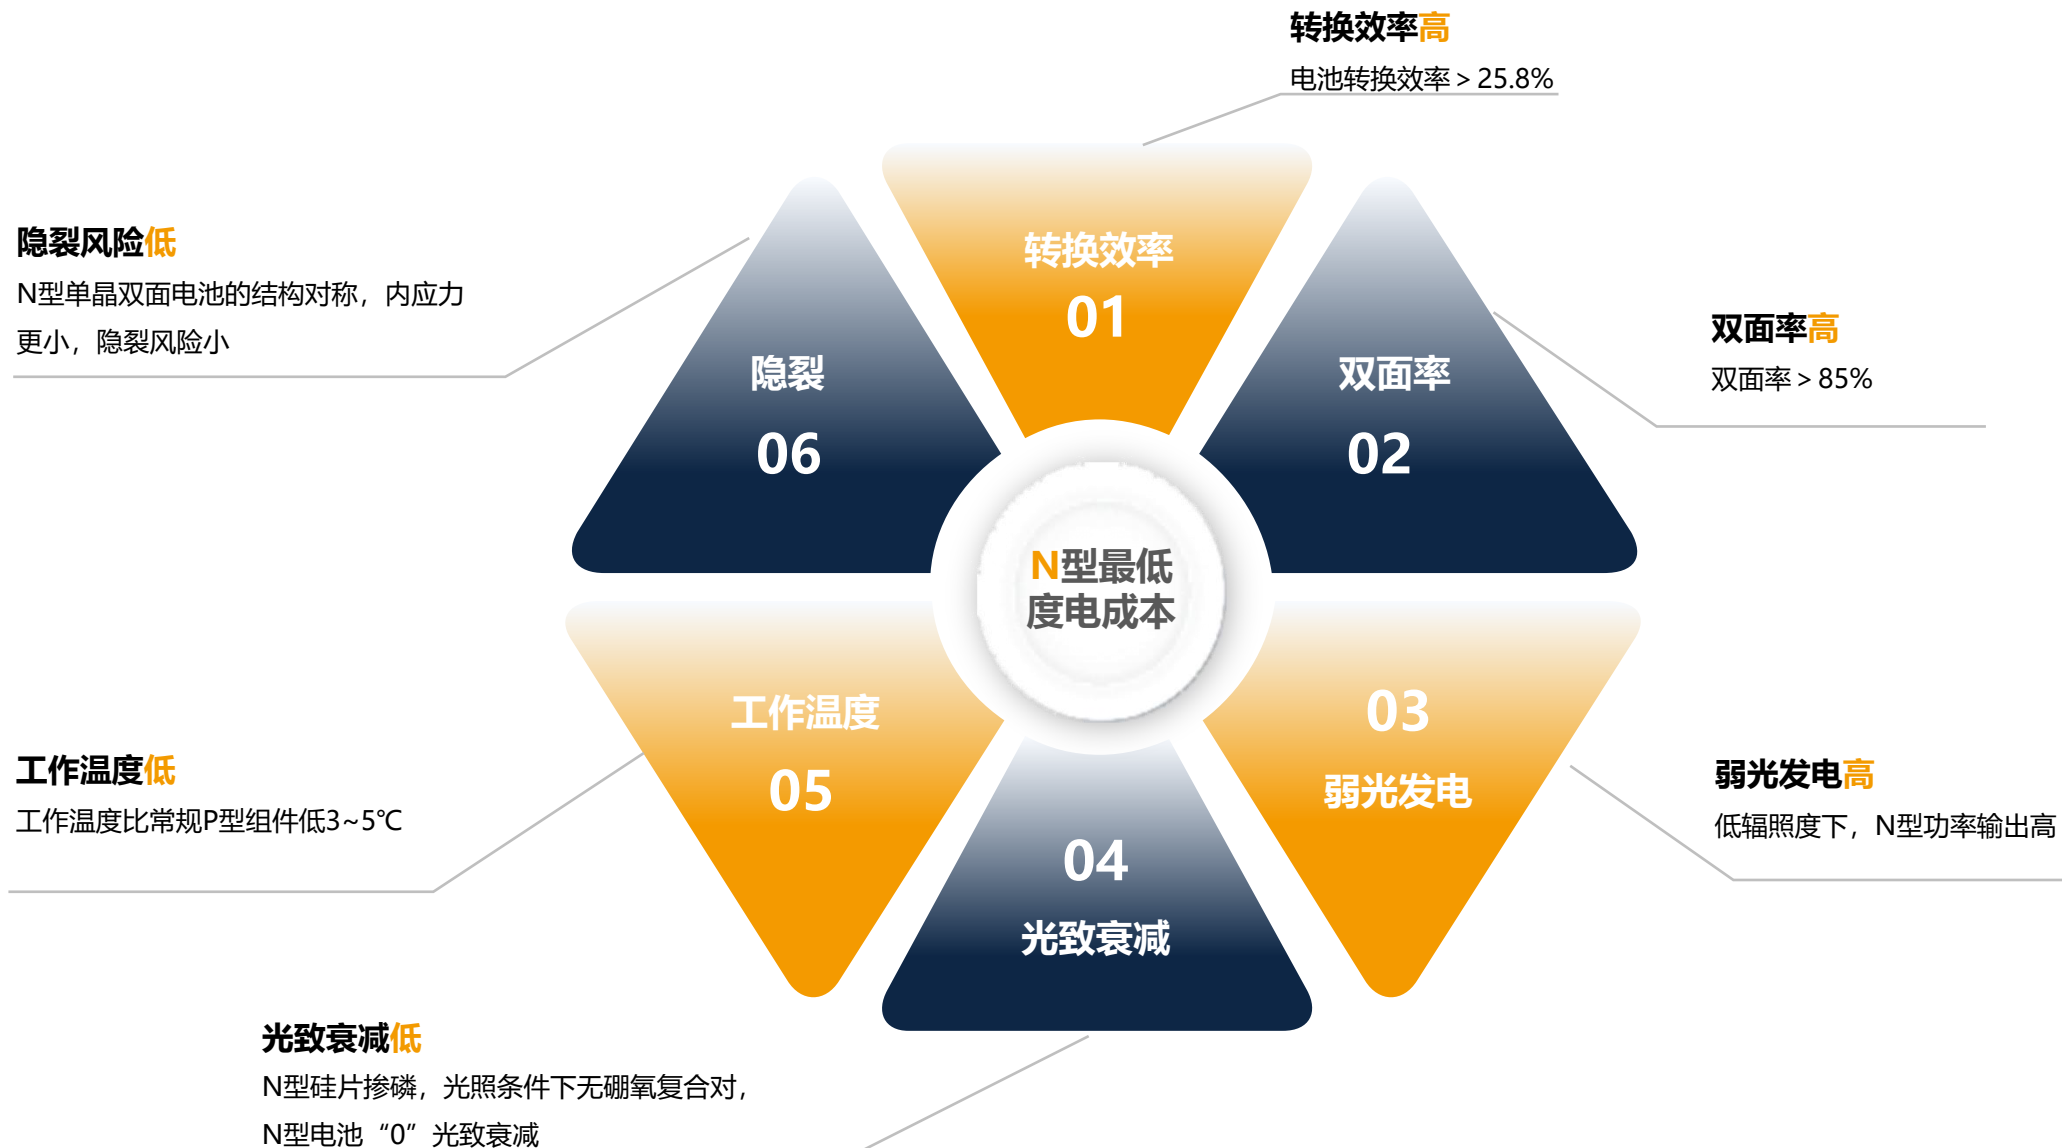 转换效率高
电池转换效率＞25.8%
隐裂风险低
N型单晶双面电池的结构对称，内应力
更小，隐裂风险小
转换效率
01
双面率高
双面率＞85%
隐裂
06
双面率
02
N型最低
度电成本
工作温度
05
03
弱光发电
工作温度低
工作温度比常规P型组件低3~5℃
弱光发电高
低辐照度下，N型功率输出高
04
光致衰减
光致衰减低
N型硅片掺磷，光照条件下无硼氧复合对，
N型电池“0”光致衰减